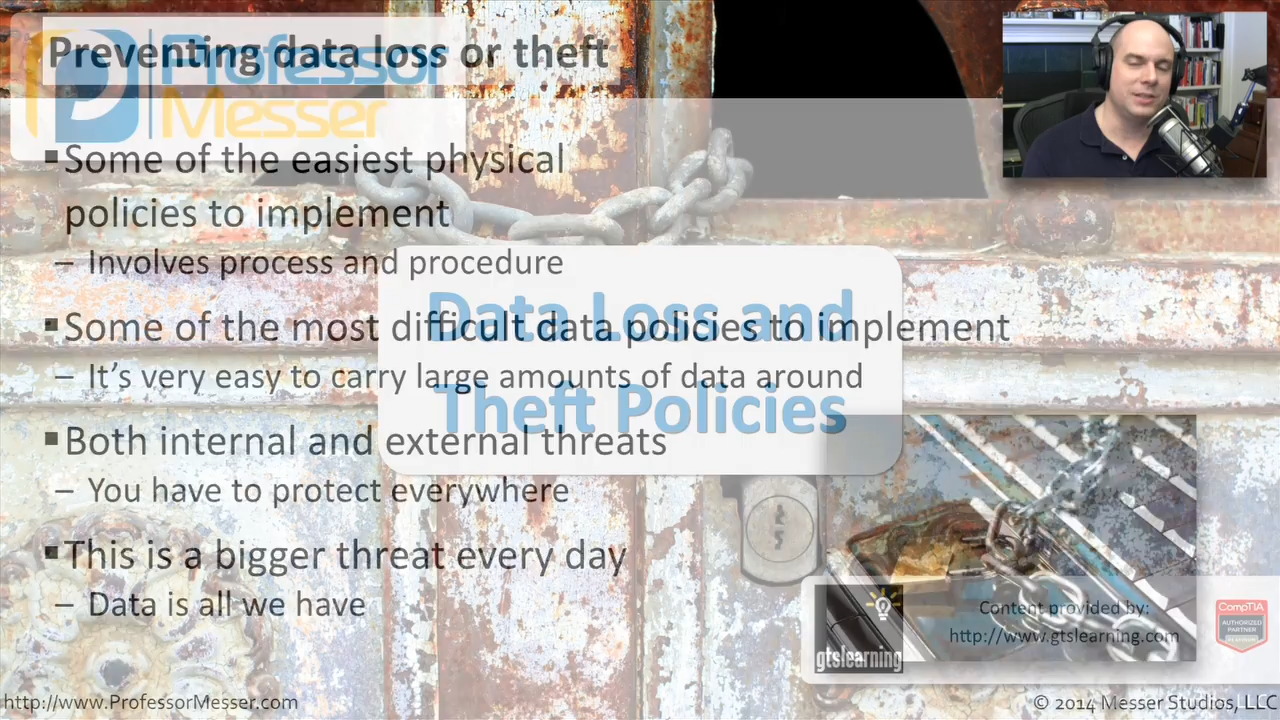 Preventing data loss or theft
Professor
Messer
▪Some of the easiest physical
policies to implement
– Involves process and procedure
Data Loss and
▪Some of the most difficult data policies to implement
– It’s very easy to carry large amounts of data around
Theft Policies
▪Both internal and external threats
– You have to protect everywhere
▪This is a bigger threat every day
– Data is all we have
Content provided by:
http://www.gtslearning.com
gtslearning
CompTIA
AUTHORIZED
PARTNER
http://www.ProfessorMesser.com
© 2014 Messer Studios, LLC